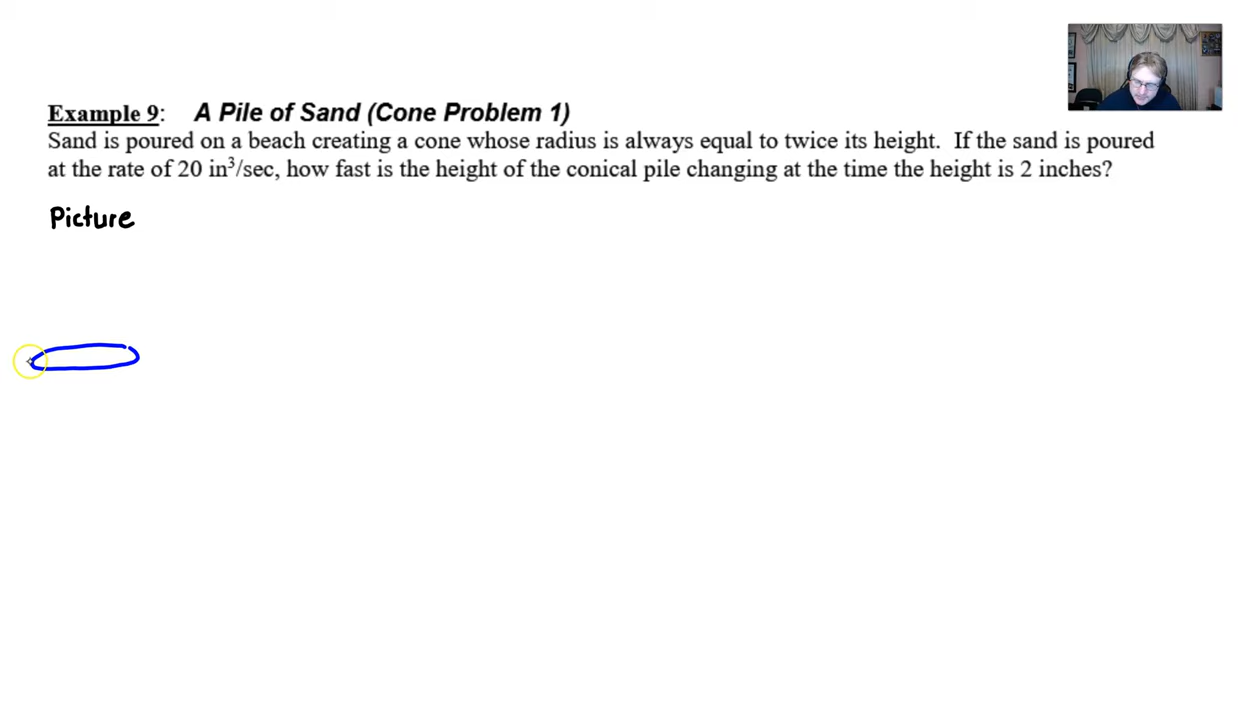 Example 9: A Pile of Sand (Cone Problem 1)
Sand is poured on a beach creating a cone whose radius is always equal to twice its height. If the sand is poured
at the rate of 20 in³/sec, how fast is the height of the conical pile changing at the time the height is 2 inches?
Picture